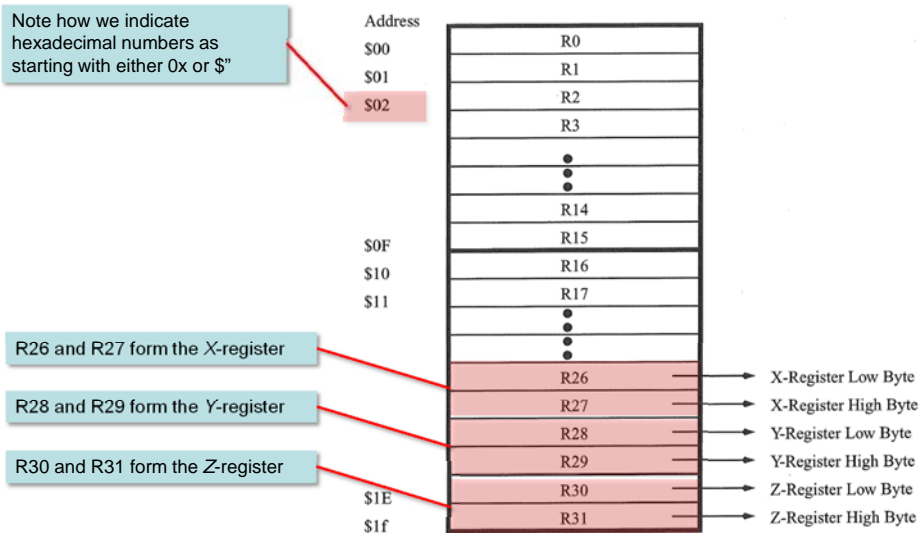 Note how we indicate
hexadecimal numbers as
starting with either 0x or $”
Address
$00
R0
$01
R1
$02
R2
R3
R14
$0F
R15
$10
R16
$11
R17
R26 and R27 form the X-register
R26
X-Register Low Byte
R27
X-Register High Byte
R28 and R29 form the Y-register
R28
Y-Register Low Byte
R29
Y-Register High Byte
R30 and R31 form the Z-register
$1E
R30
Z-Register Low Byte
$1f
R31
Z-Register High Byte